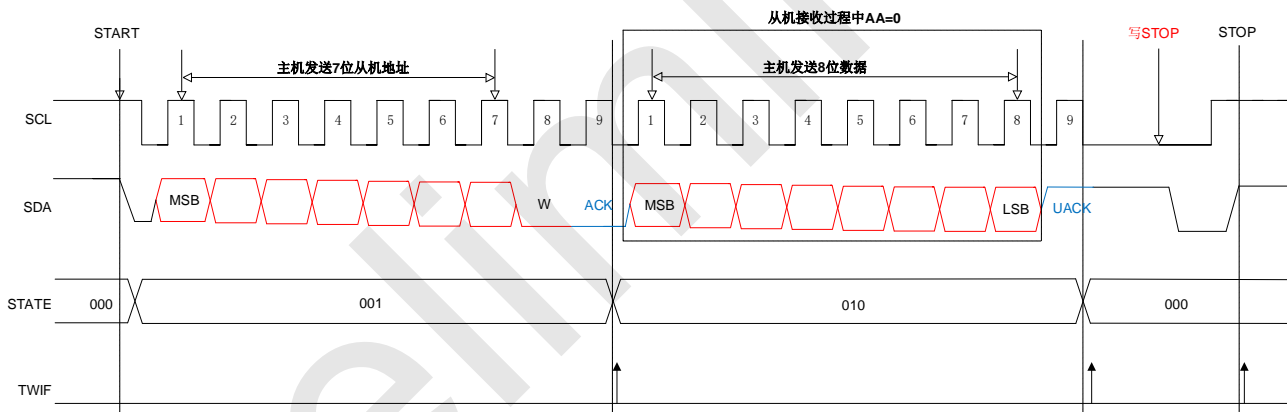 从机接收过程中AA=0
START
写STOP
STOP
主机发送7位从机地址
主机发送8位数据
SCL
1 2 3 4 5 6 7 8 9 1 2 3 4 5 6 7 8 9
SDA
MSB
W
ACK
MSB
LSB
UACK
STATE
000
001
010
000
TWIF
elim